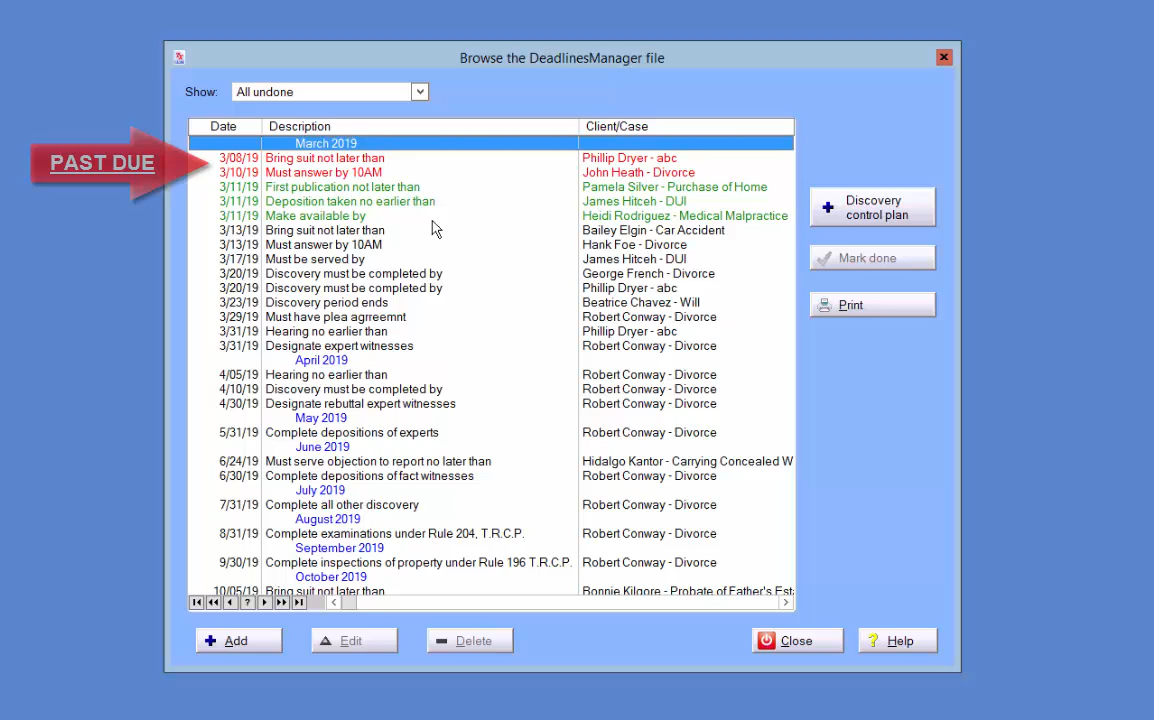 Browse the DeadlinesManager file
Show: All undone
Date Description Client/Case
March 2019
PAST DUE
3/08/19 Bring suit not later than Phillip Dryer - abc
3/10/19 Must answer by 10AM John Heath - Divorce
3/11/19 First publication not later than Pamela Silver - Purchase of Home
3/11/19 Deposition taken no earlier than James Hitceh - DUI
3/11/19 Make available by Heidi Rodriguez - Medical Malpractice
3/13/19 Bring suit not later than Bailey Elgin - Car Accident
3/13/19 Must answer by 10AM Hank Foe - Divorce
3/17/19 Must be served by James Hitceh - DUI
3/20/19 Discovery must be completed by George French - Divorce
3/20/19 Discovery must be completed by Phillip Dryer - abc
3/23/19 Discovery period ends Beatrice Chavez - Will
3/29/19 Must have plea agrreemnt Robert Conway - Divorce
3/31/19 Hearing no earlier than Phillip Dryer - abc
3/31/19 Designate expert witnesses Robert Conway - Divorce
April 2019
4/05/19 Hearing no earlier than Robert Conway - Divorce
4/10/19 Discovery must be completed by Robert Conway - Divorce
4/30/19 Designate rebuttal expert witnesses Robert Conway - Divorce
May 2019
5/31/19 Complete depositions of experts Robert Conway - Divorce
June 2019
6/24/19 Must serve objection to report no later than Hidalgo Kantor - Carrying Concealed W
6/30/19 Complete depositions of fact witnesses Robert Conway - Divorce
July 2019
7/31/19 Complete all other discovery Robert Conway - Divorce
August 2019
8/31/19 Complete examinations under Rule 204, T.R.C.P. Robert Conway - Divorce
September 2019
9/30/19 Complete inspections of property under Rule 196 T.R.C.P. Robert Conway - Divorce
October 2019
10/05/19 Bring suit not later than Bonnie Kilgore - Probate of Father's Est
Discovery
control plan
Mark done
Print
Add Edit Delete Close Help